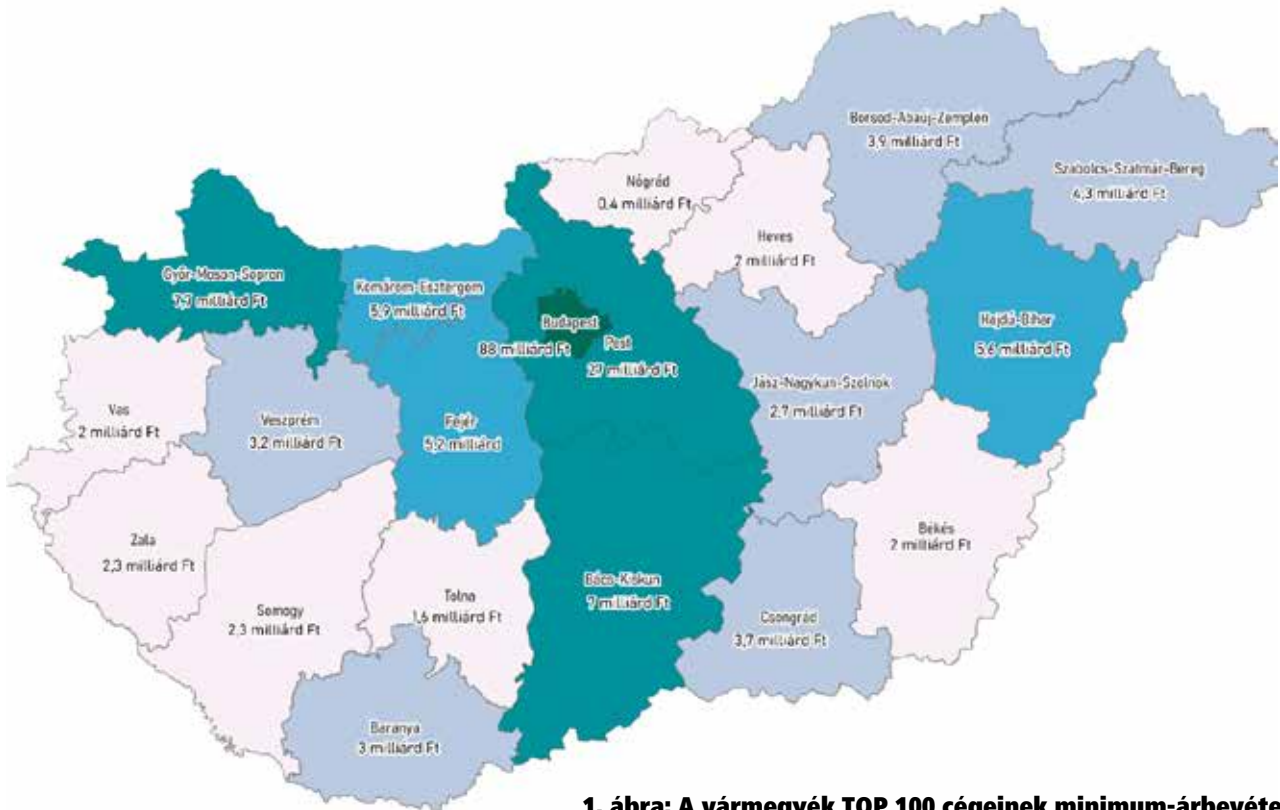 Borsod-Abaúj-Zemplén
3,9 milliárd Ft
Szabolcs-Szatmár-Bereg
4,3 milliárd Ft
Nógrád
0,4 milliárd Ft
Heves
2 milliárd Ft
Győr-Moson-Sopron
7,7 milliárd Ft
Komárom-Esztergom
5,9 milliárd Ft
Budapest
88 milliárd Ft
Pest
27 milliárd Ft
Hajdú-Bihar
5,6 milliárd Ft
Jász-Nagykun-Szolnok
2,7 milliárd Ft
Vas
2 milliárd Ft
Veszprém
3,2 milliárd Ft
Fejér
5,2 milliárd
Békés
2 milliárd Ft
Zala
2,3 milliárd Ft
Somogy
2,3 milliárd Ft
Tolna
1,6 milliárd Ft
Bács-Kiskun
7 milliárd Ft
Csongrád
3,7 milliárd Ft
Baranya
3 milliárd Ft
1. ábra: A vármegyék TOP 100 cégeinek minimum-árbevéte